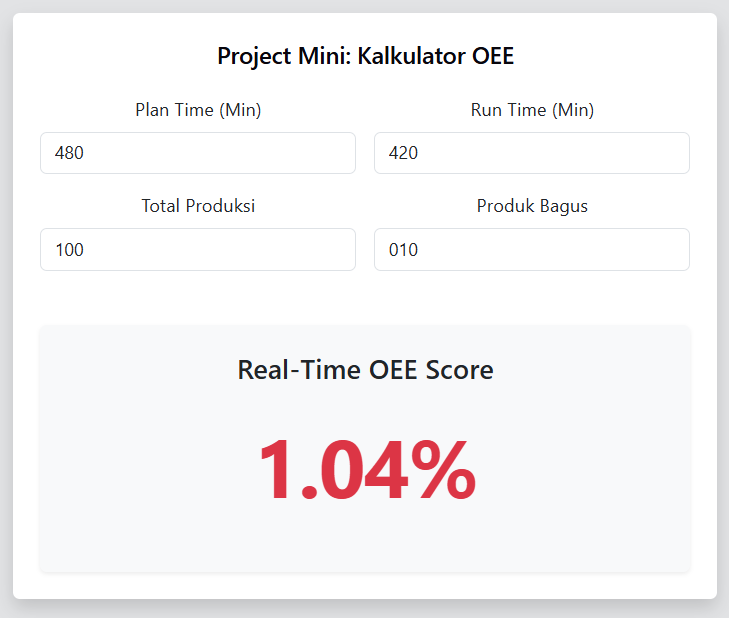 Project Mini: Kalkulator OEE
Plan Time (Min)
Run Time (Min)
480
420
Total Produksi
Produk Bagus
100
010
Real-Time OEE Score
1.04%